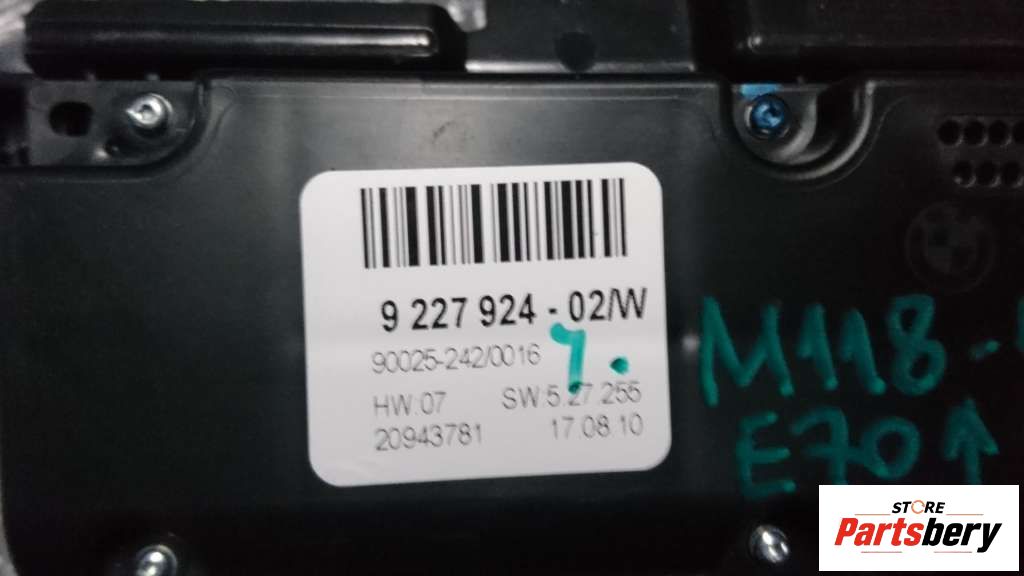 9 227 924 - 02/W
90025-242/0016
7.
HW:07 SW:5.27.255
20943781 17.08.10
M118-
E70↑
STORE
Partsbery